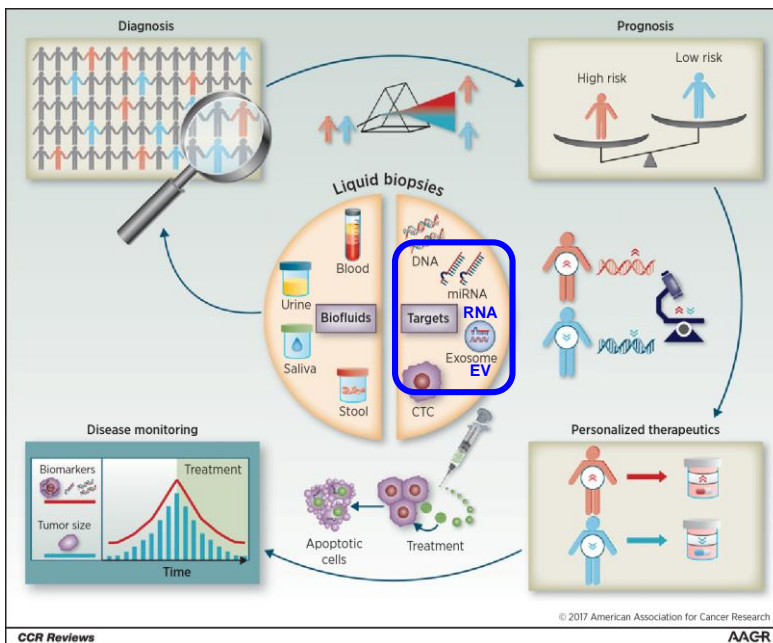 Diagnosis
Prognosis
High risk
Low risk
Liquid biopsies
Blood
Urine
Biofluids
Saliva
Stool
DNA
miRNA
Targets
RNA
Exosome
EV
CTC
Disease monitoring
Biomarkers
Tumor size
Treatment
Time
Apoptotic
cells
Treatment
Personalized therapeutics
© 2017 American Association for Cancer Research
CCR Reviews
AACR